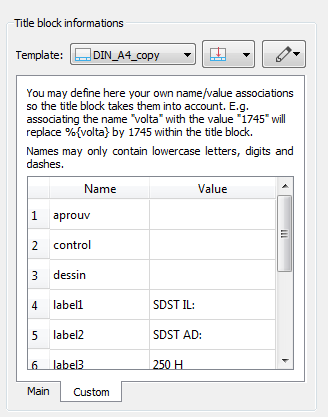 Title block informations
Template: DIN_A4_copy
You may define here your own name/value associations
so the title block takes them into account. E.g.
associating the name "volta" with the value "1745" will
replace %{volta} by 1745 within the title block.
Names may only contain lowercase letters, digits and
dashes.
Name Value
1 aprouv
2 control
3 dessin
4 label1 SDST IL:
5 label2 SDST AD:
6 label3 250 H
Main Custom